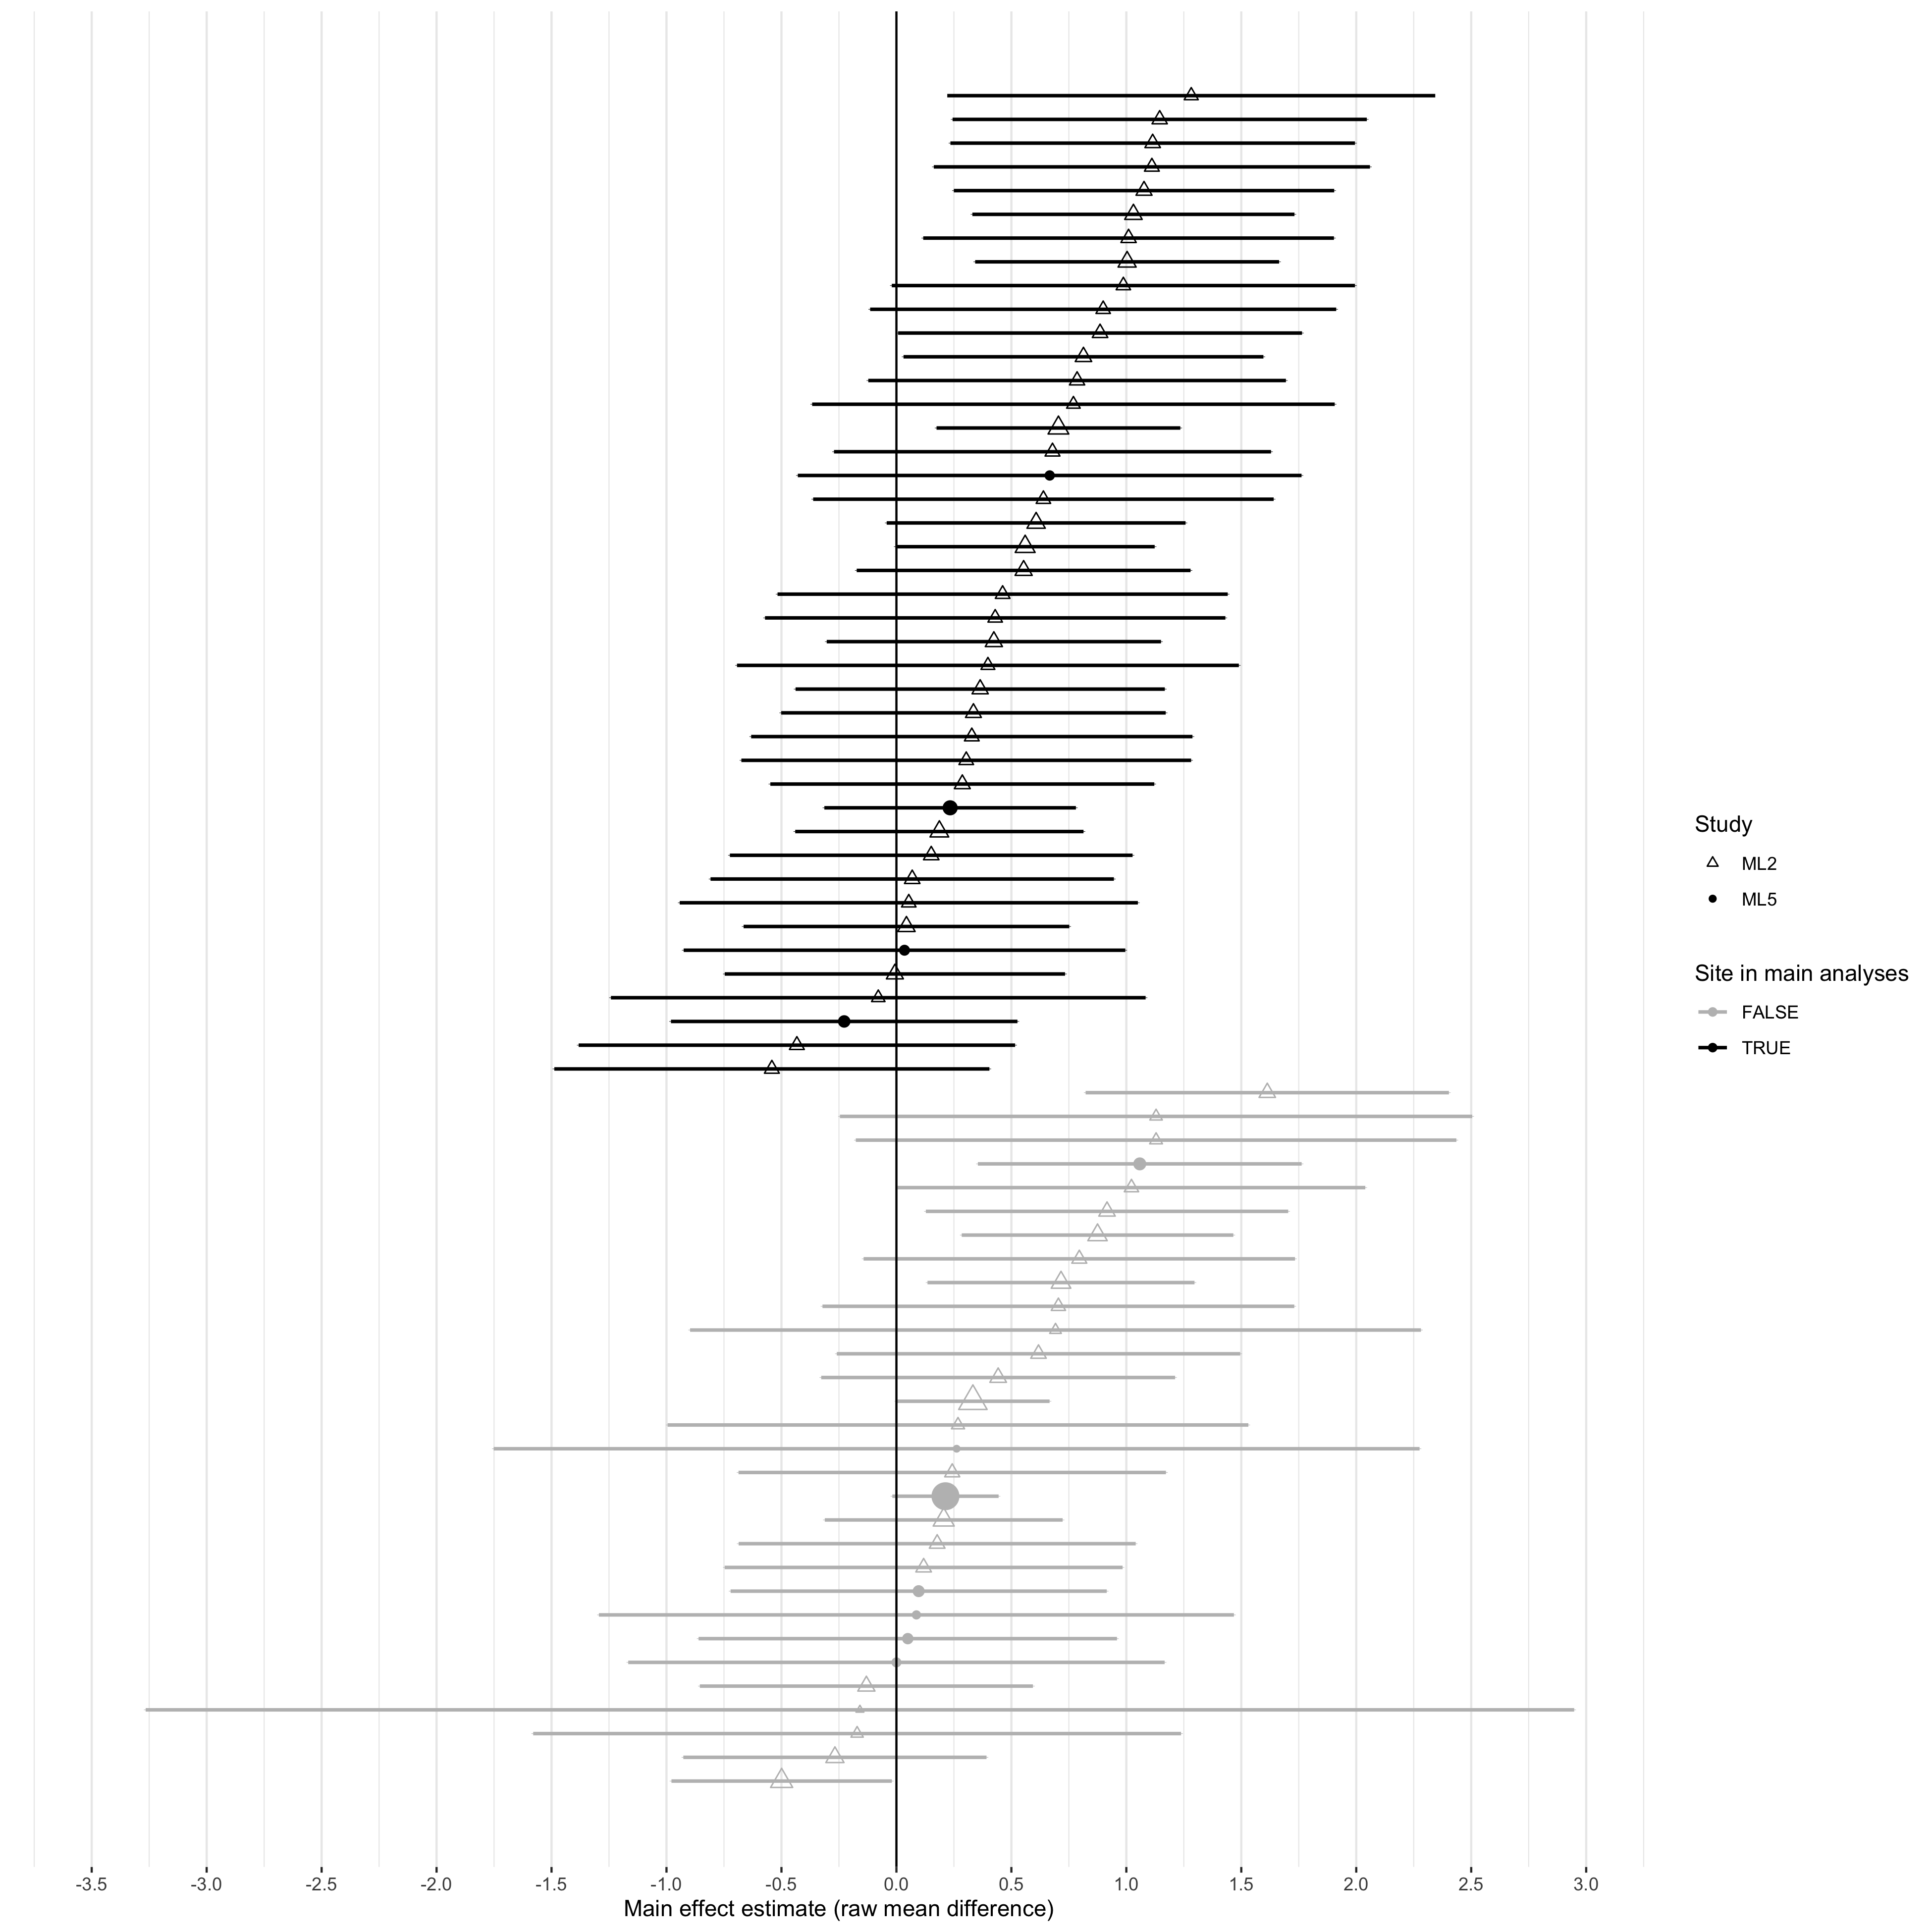 Study
ML2
ML5
Site in main analyses
FALSE
TRUE
-3.5 -3.0 -2.5 -2.0 -1.5 -1.0 -0.5 0.0 0.5 1.0 1.5 2.0 2.5 3.0
Main effect estimate (raw mean difference)